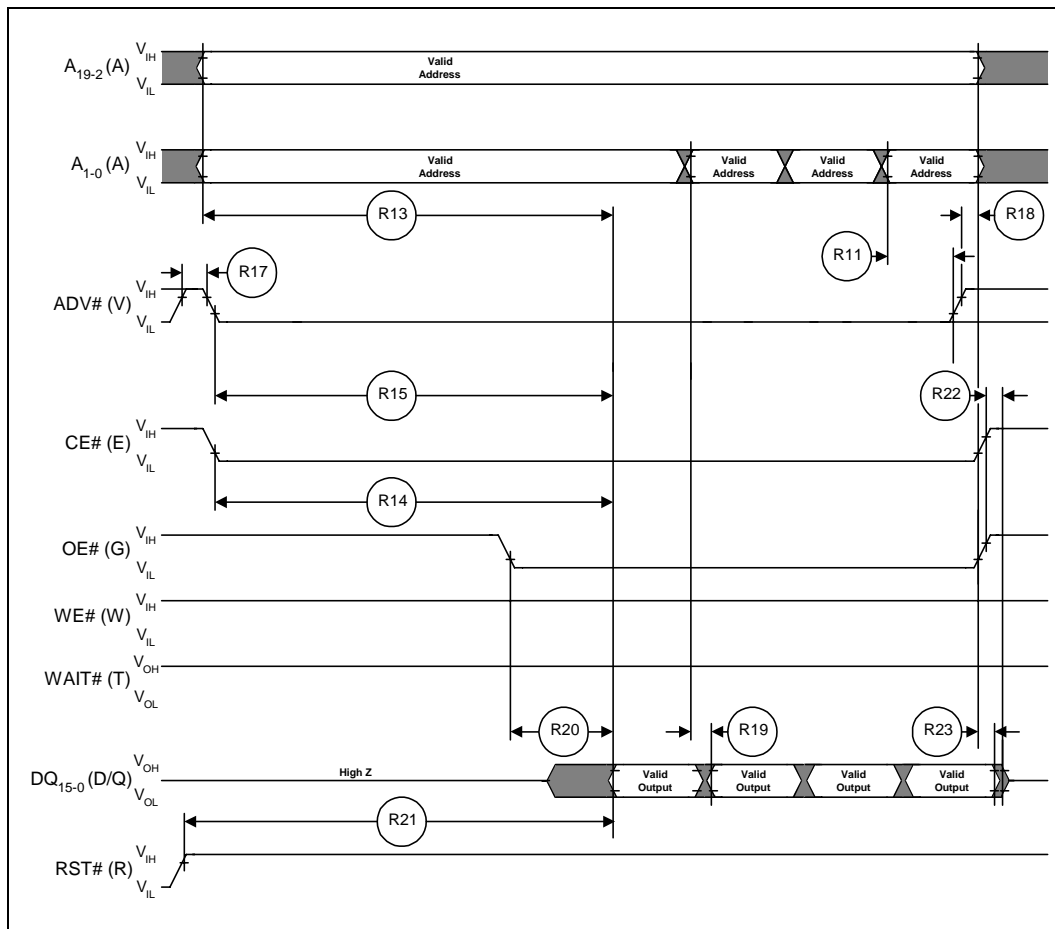 A19-2 (A) VIH VIL Valid
Address
A1-0 (A) VIH VIL Valid
Address Valid
Address Valid
Address Valid
Address
R13
R18
R17
R11
ADV# (V) VIH VIL
R15
R22
CE# (E) VIH VIL
R14
OE# (G) VIH VIL
WE# (W) VIH VIL
WAIT# (T) VOH VOL
R20
R19
R23
DQ15-0 (D/Q) VOH VOL High Z Valid
Output Valid
Output Valid
Output Valid
Output
R21
RST# (R) VIH VIL